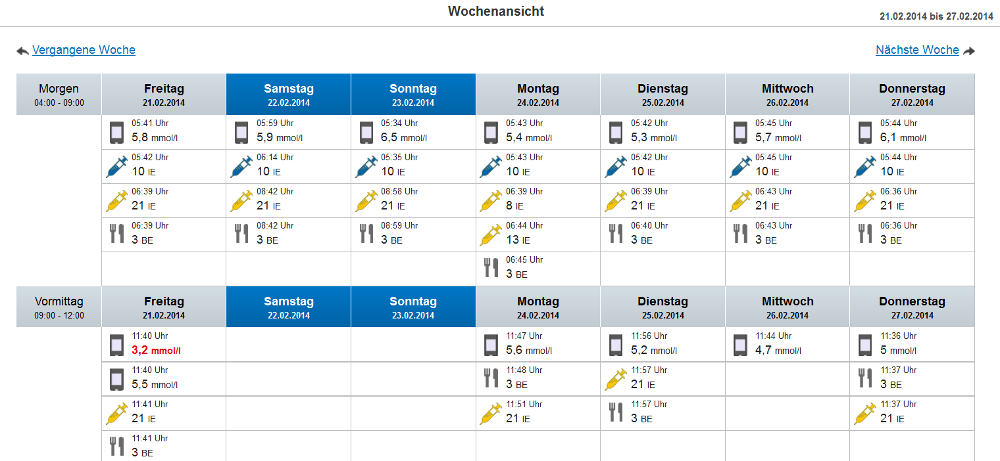 Wochenansicht
21.02.2014 bis 27.02.2014
Vergangene Woche
Nächste Woche
Morgen Freitag Samstag Sonntag Montag Dienstag Mittwoch Donnerstag
04:00 - 09:00 21.02.2014 22.02.2014 23.02.2014 24.02.2014 25.02.2014 26.02.2014 27.02.2014
05:41 Uhr 05:59 Uhr 05:34 Uhr 05:43 Uhr 05:42 Uhr 05:45 Uhr 05:44 Uhr
5,8 mmol/l 5,9 mmol/l 6,5 mmol/l 5,4 mmol/l 5,3 mmol/l 5,7 mmol/l 6,1 mmol/l
05:42 Uhr 06:14 Uhr 05:35 Uhr 05:43 Uhr 05:42 Uhr 05:45 Uhr 05:44 Uhr
10 IE 10 IE 10 IE 10 IE 10 IE 10 IE 10 IE
06:39 Uhr 08:42 Uhr 08:58 Uhr 06:39 Uhr 06:39 Uhr 06:43 Uhr 06:36 Uhr
21 IE 21 IE 21 IE 8 IE 21 IE 21 IE 21 IE
06:39 Uhr 08:42 Uhr 08:59 Uhr 06:44 Uhr 06:40 Uhr 06:43 Uhr 06:36 Uhr
3 BE 3 BE 3 BE 13 IE 3 BE 3 BE 3 BE
06:45 Uhr
3 BE
Vormittag Freitag Samstag Sonntag Montag Dienstag Mittwoch Donnerstag
09:00 - 12:00 21.02.2014 22.02.2014 23.02.2014 24.02.2014 25.02.2014 26.02.2014 27.02.2014
11:40 Uhr 11:47 Uhr 11:56 Uhr 11:44 Uhr 11:36 Uhr
3,2 mmol/l 5,6 mmol/l 5,2 mmol/l 4,7 mmol/l 5 mmol/l
11:40 Uhr 11:48 Uhr 11:57 Uhr 11:37 Uhr
5,5 mmol/l 3 BE 21 IE 3 BE
11:41 Uhr 11:51 Uhr 11:57 Uhr 11:37 Uhr
21 IE 21 IE 3 BE 21 IE
11:41 Uhr
3 BE